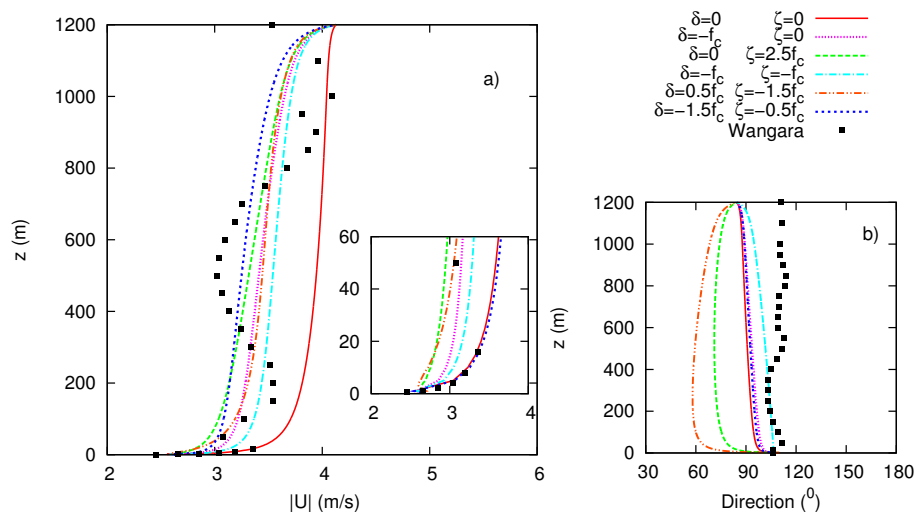 δ=0 ζ=0
δ=−f_c ζ=0
δ=0 ζ=2.5f_c
δ=−f_c ζ=−f_c
δ=0.5f_c ζ=−1.5f_c
δ=−1.5f_c ζ=−0.5f_c
Wangara
a)
1200
1000
800
600
400
200
0
z (m)
2 3 4 5 6
|U| (m/s)
60
40
20
0
2 3 4
b)
1200
1000
800
600
400
200
0
z (m)
30 60 90 120 150 180
Direction (⁰)